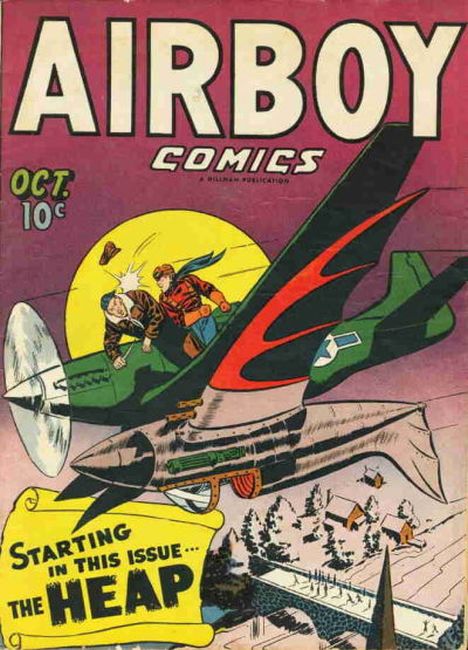 AIRBOY
COMICS
A HILLMAN PUBLICATION
OCT.
10¢
STARTING
IN THIS ISSUE...
THE HEAP